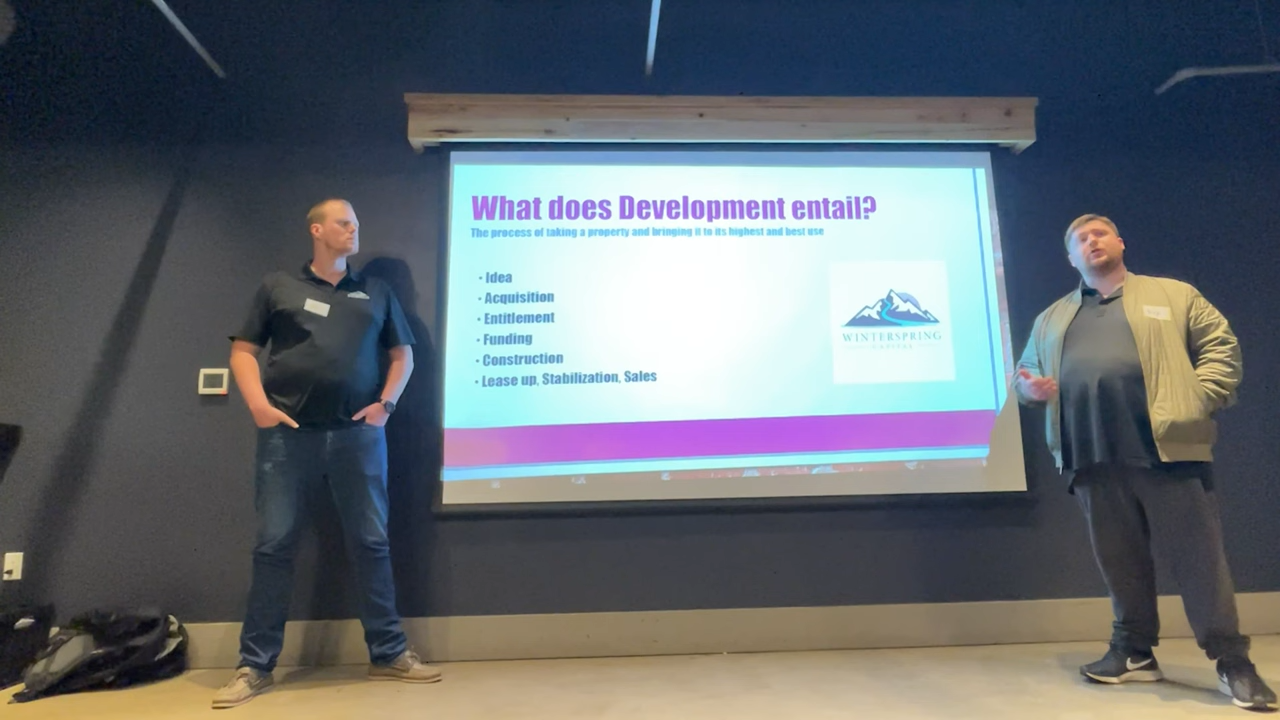 What does Development entail?
The process of taking a property and bringing it to its highest and best use
• Idea
• Acquisition
• Entitlement
• Funding
• Construction
• Lease up, Stabilization, Sales
WINTERSPRING
CAPITAL